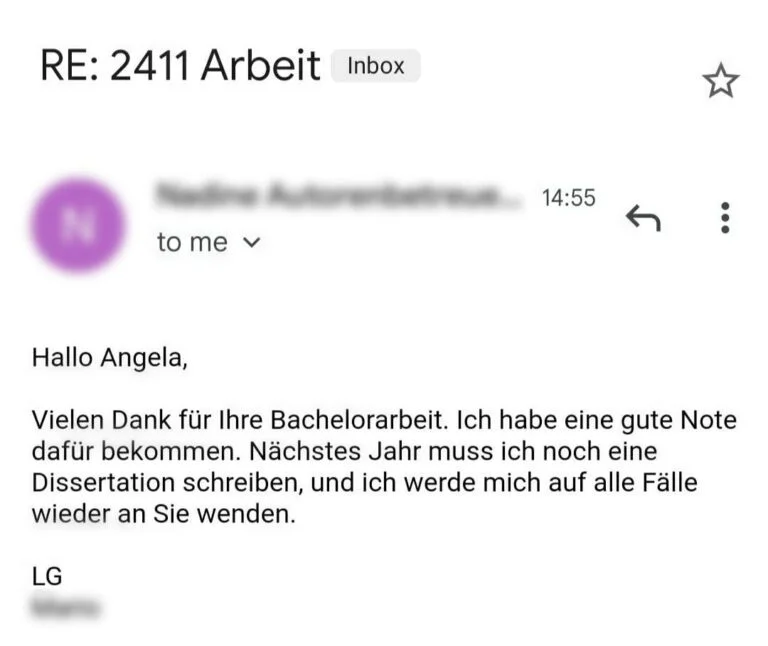 RE: 2411 Arbeit Inbox
14:55
to me
Hallo Angela,
Vielen Dank für Ihre Bachelorarbeit. Ich habe eine gute Note
dafür bekommen. Nächstes Jahr muss ich noch eine
Dissertation schreiben, und ich werde mich auf alle Fälle
wieder an Sie wenden.
LG